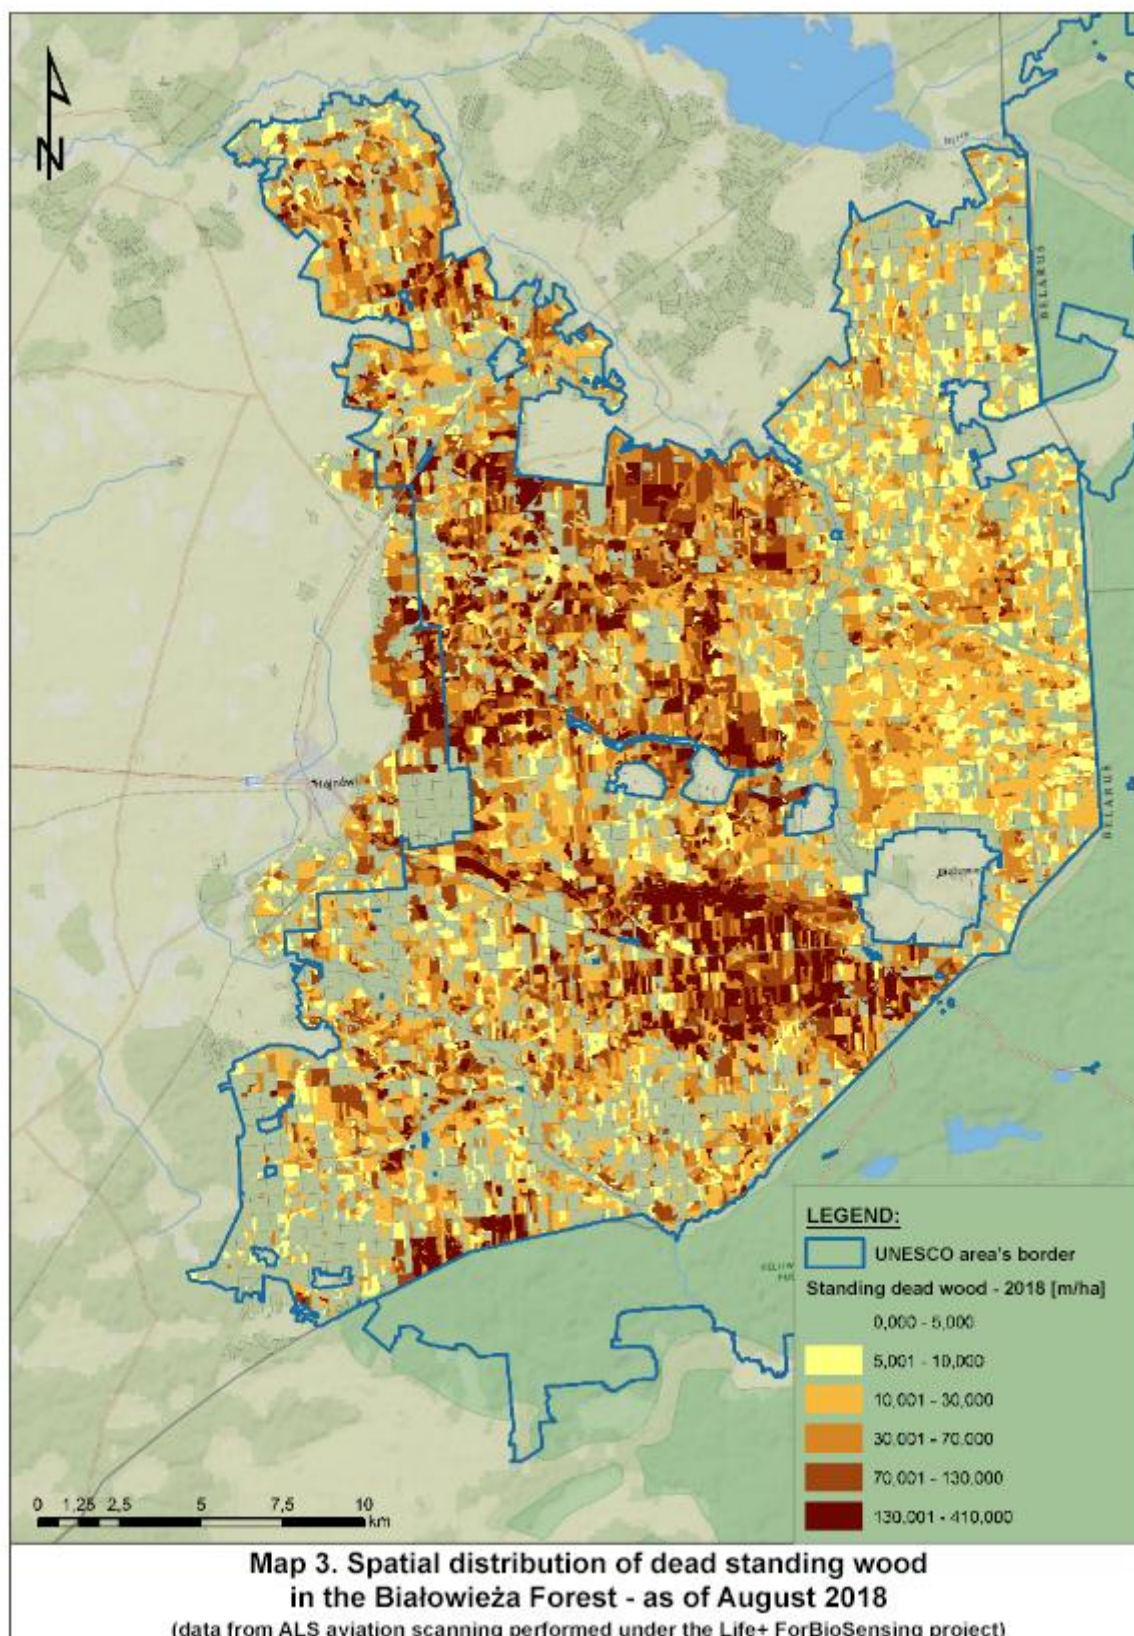 N
BELARUS
BELARUS
LEGEND:
UNESCO area's border
Standing dead wood - 2018 [m/ha]
0,000 - 5,000
5,001 - 10,000
10,001 - 30,000
30,001 - 70,000
70,001 - 130,000
130,001 - 410,000
0 1,25 2,5 5 7,5 10
km
Map 3. Spatial distribution of dead standing wood
in the Białowieża Forest - as of August 2018
(data from ALS aviation scanning performed under the Life+ ForBioSensing project)